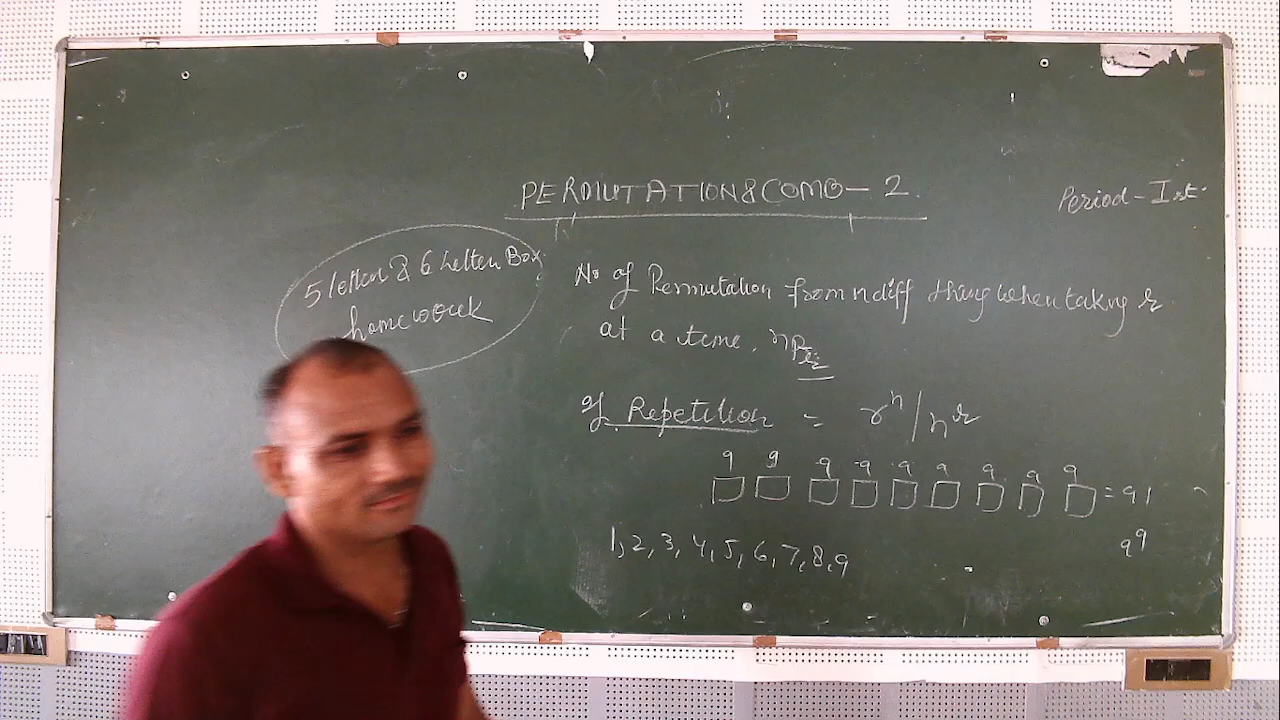 PERMUTATION & COMB - 2
Period - Ist
5 letter & 6 Letter Box
homework
No of Permutation from n diff thing when taking r
at a time, nPr
If Repetition = r^n / n^r
9 9 9 9 9 9 9 9 9 = 9!
9^9
1, 2, 3, 4, 5, 6, 7, 8, 9